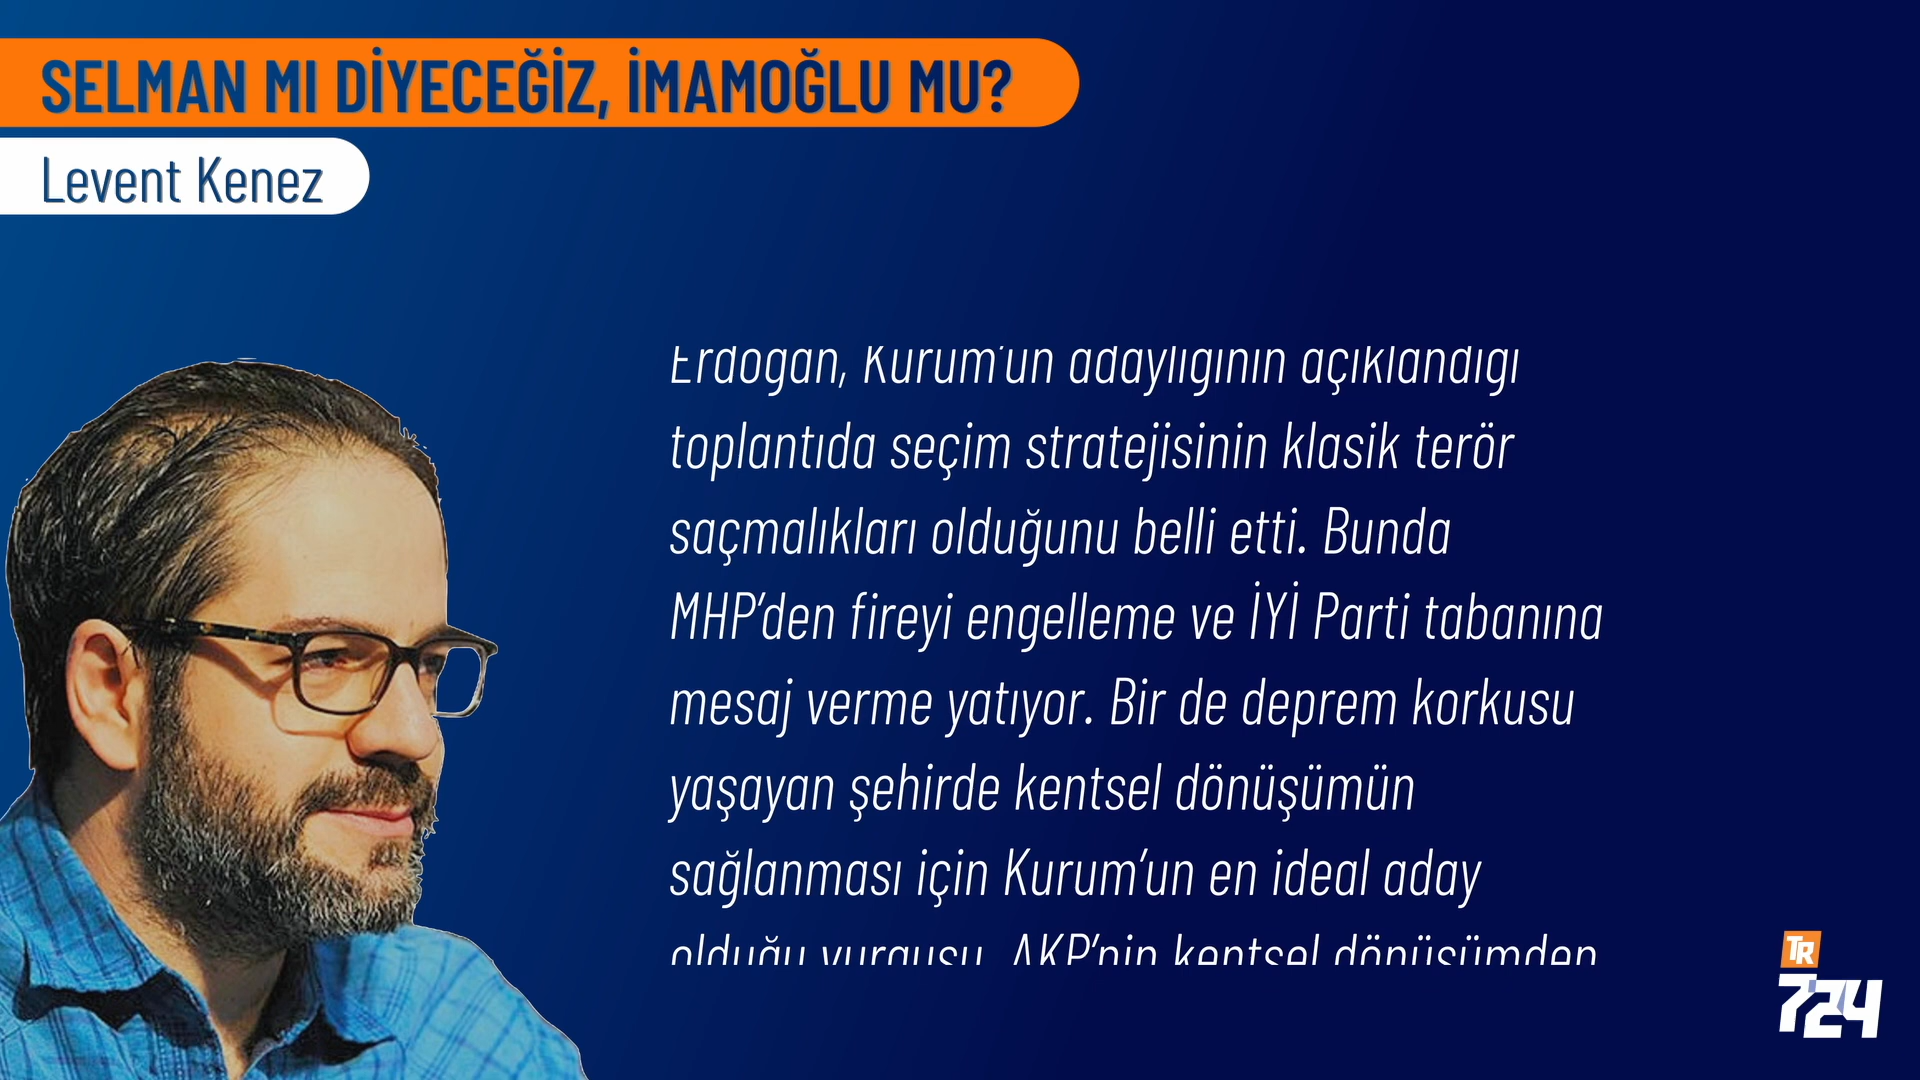 SELMAN MI DİYECEĞİZ, İMAMOĞLU MU?
Levent Kenez
Erdoğan, Kurum'un adaylığının açıklandığı
toplantıda seçim stratejisinin klasik terör
saçmalıkları olduğunu belli etti. Bunda
MHP’den fireyi engelleme ve İYİ Parti tabanına
mesaj verme yatıyor. Bir de deprem korkusu
yaşayan şehirde kentsel dönüşümün
sağlanması için Kurum’un en ideal aday
olduğu vurgusu. AKP’nin kentsel dönüşümden
TR
724